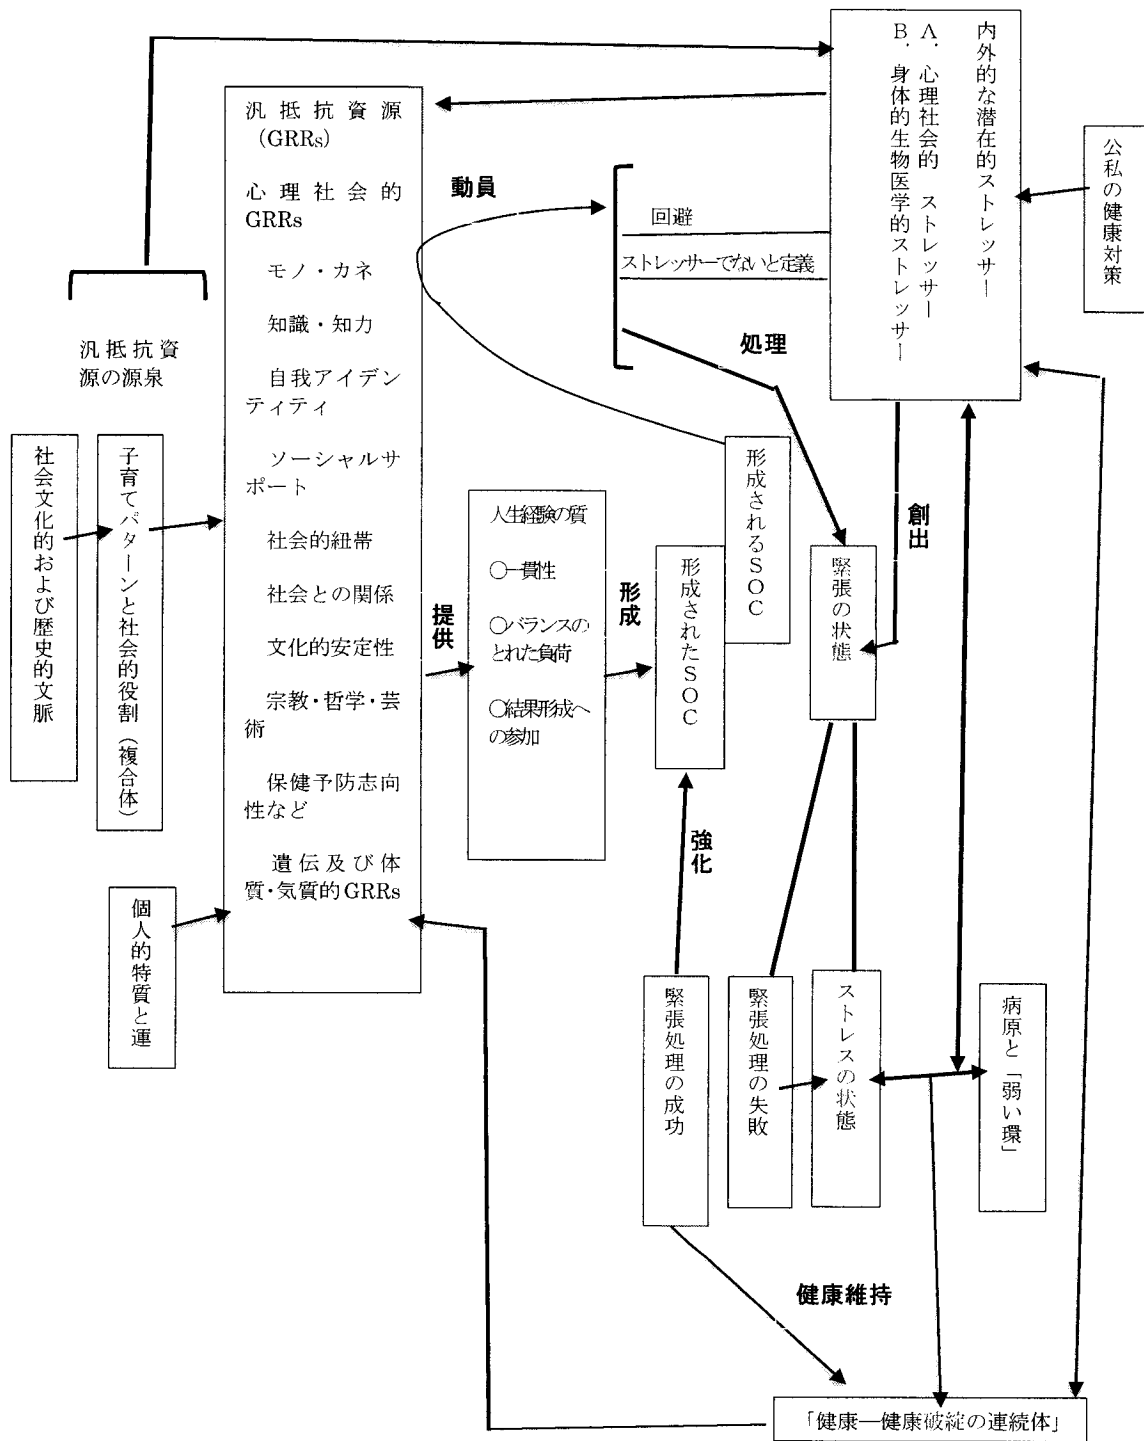 内外的な潜在的ストレッサー
A．心理社会的　ストレッサー
B．身体的生物医学的ストレッサー
公私の健康対策
汎抵抗資源
（GRRs）
心理社会的
GRRs
モノ・カネ
知識・知力
自我アイデン
ティティ
ソーシャルサ
ポート
社会的紐帯
社会との関係
文化的安定性
宗教・哲学・芸
術
保健予防志向
性など
遺伝及び体
質・気質的GRRs
動員
回避
ストレッサーでないと定義
処理
汎抵抗資
源の源泉
社会文化的および歴史的文脈
子育てパターンと社会的役割（複合体）
個人的特質と運
提供
人生経験の質
○一貫性
○バランスの
とれた負荷
○結果形成へ
の参加
形成
形成されたSOC
形成されるSOC
緊張の状態
創出
強化
緊張処理の成功
緊張処理の失敗
ストレスの状態
病原と「弱い環」
健康維持
「健康―健康破綻の連続体」